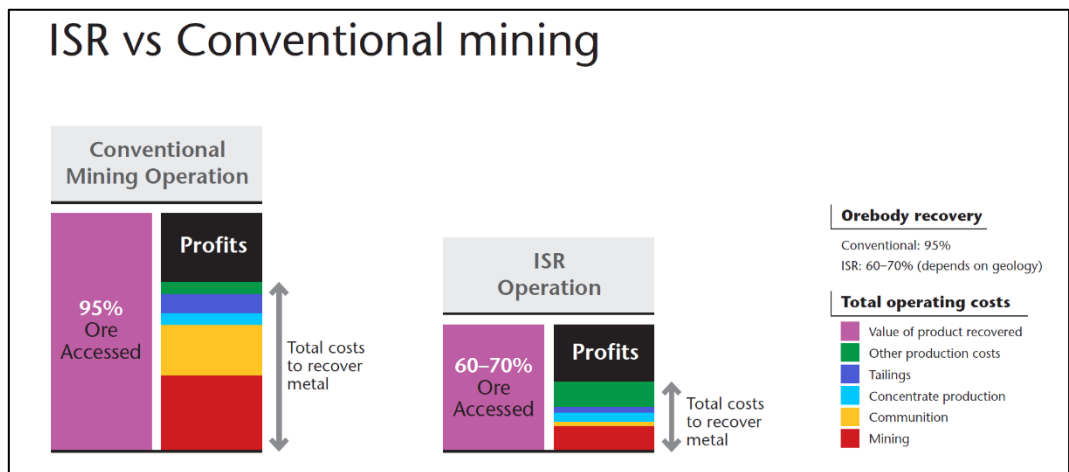 ISR vs Conventional mining
Conventional
Mining Operation
Profits
95%
Ore
Accessed
Total costs
to recover
metal
ISR
Operation
Profits
60–70%
Ore
Accessed
Total costs
to recover
metal
Orebody recovery
Conventional: 95%
ISR: 60–70% (depends on geology)
Total operating costs
Value of product recovered
Other production costs
Tailings
Concentrate production
Communition
Mining